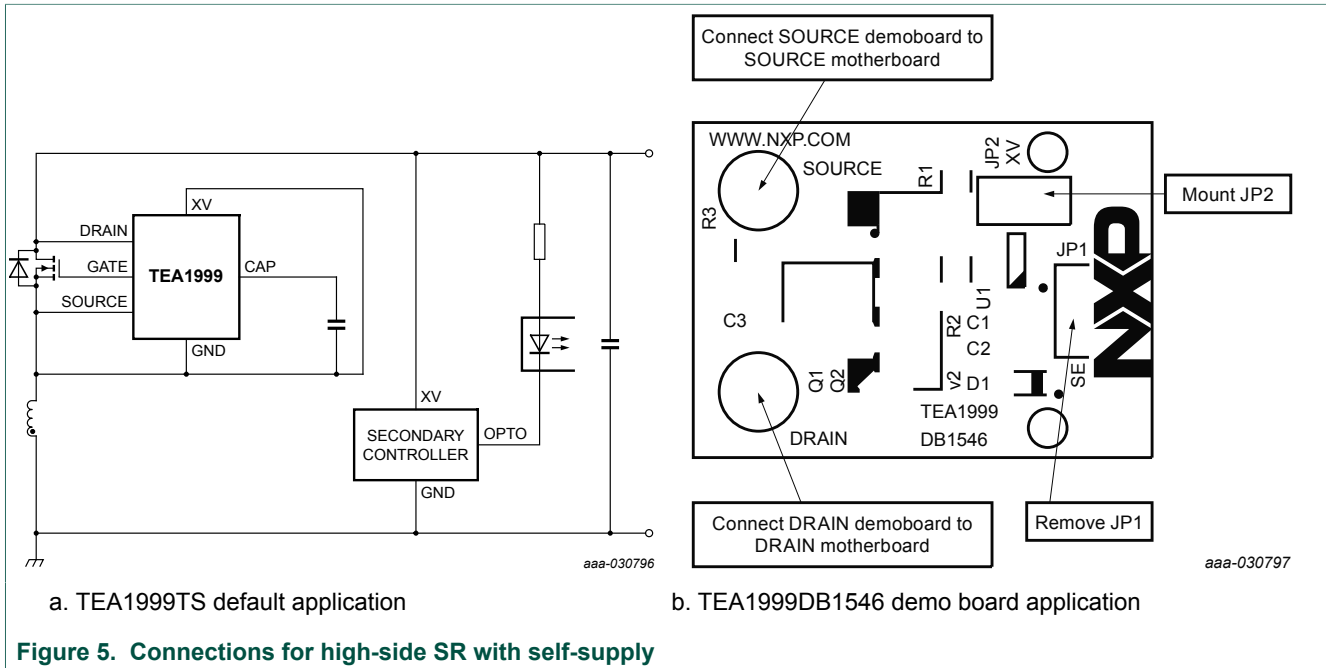 Connect SOURCE demoboard to
SOURCE motherboard
XV
DRAIN
GATE
TEA1999
CAP
SOURCE
GND
XV
SECONDARY
CONTROLLER
OPTO
GND
aaa-030796
WWW.NXP.COM
SOURCE
R3
R1
JP2
XV
Mount JP2
JP1
NXP
U1
C3
R2
C1
C2
Q1
Q2
V2
D1
SE
TEA1999
DB1546
DRAIN
Connect DRAIN demoboard to
DRAIN motherboard
Remove JP1
aaa-030797
a. TEA1999TS default application
b. TEA1999DB1546 demo board application
Figure 5. Connections for high-side SR with self-supply